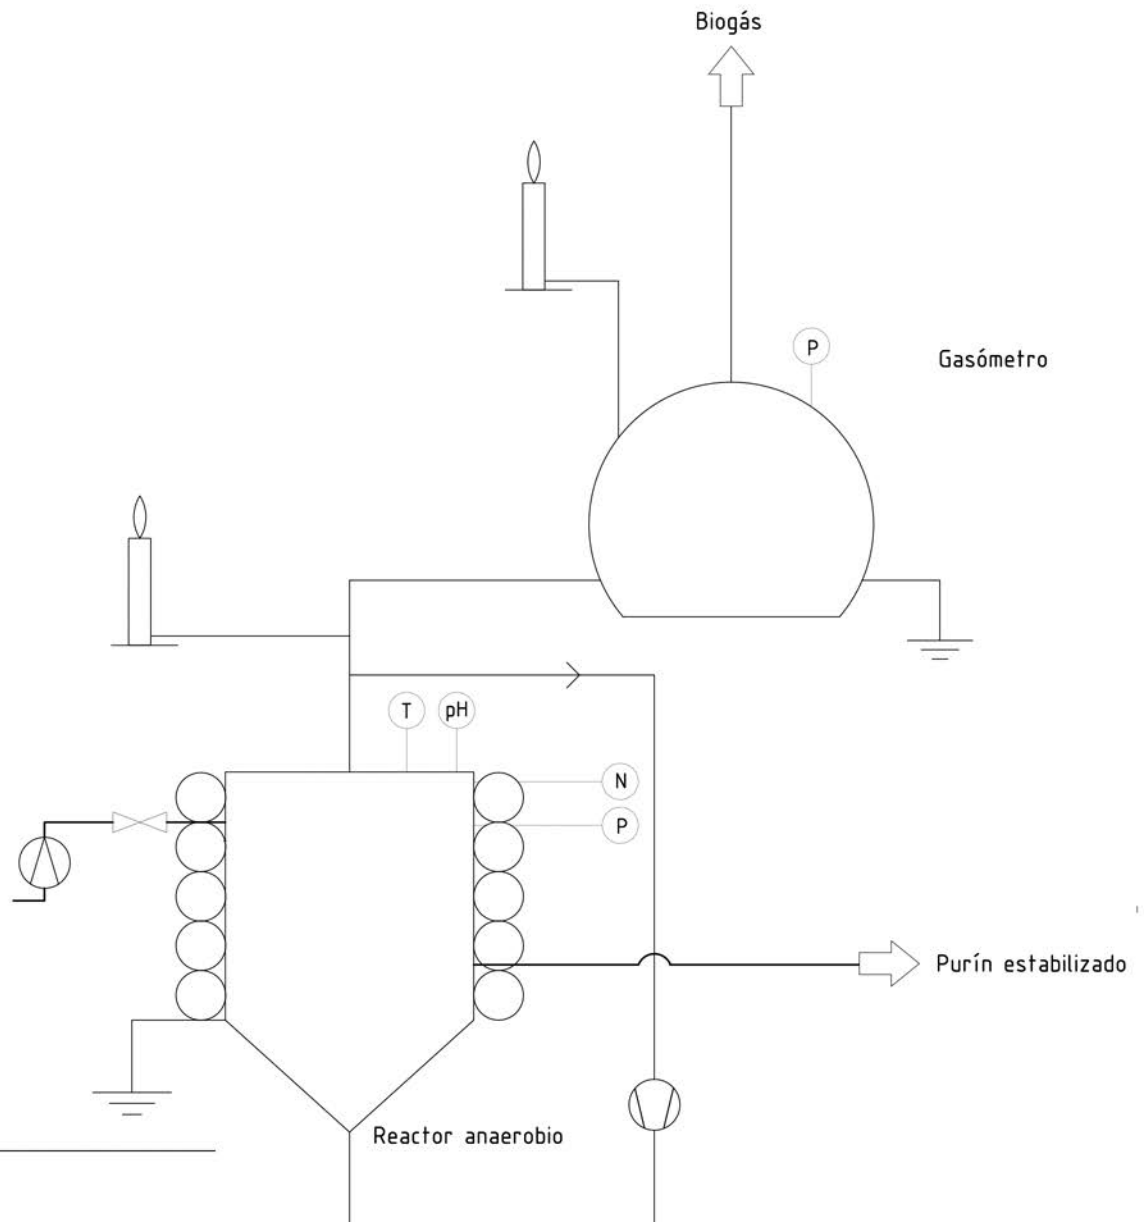 Biogás
P
Gasómetro
T
pH
N
P
Purín estabilizado
Reactor anaerobio